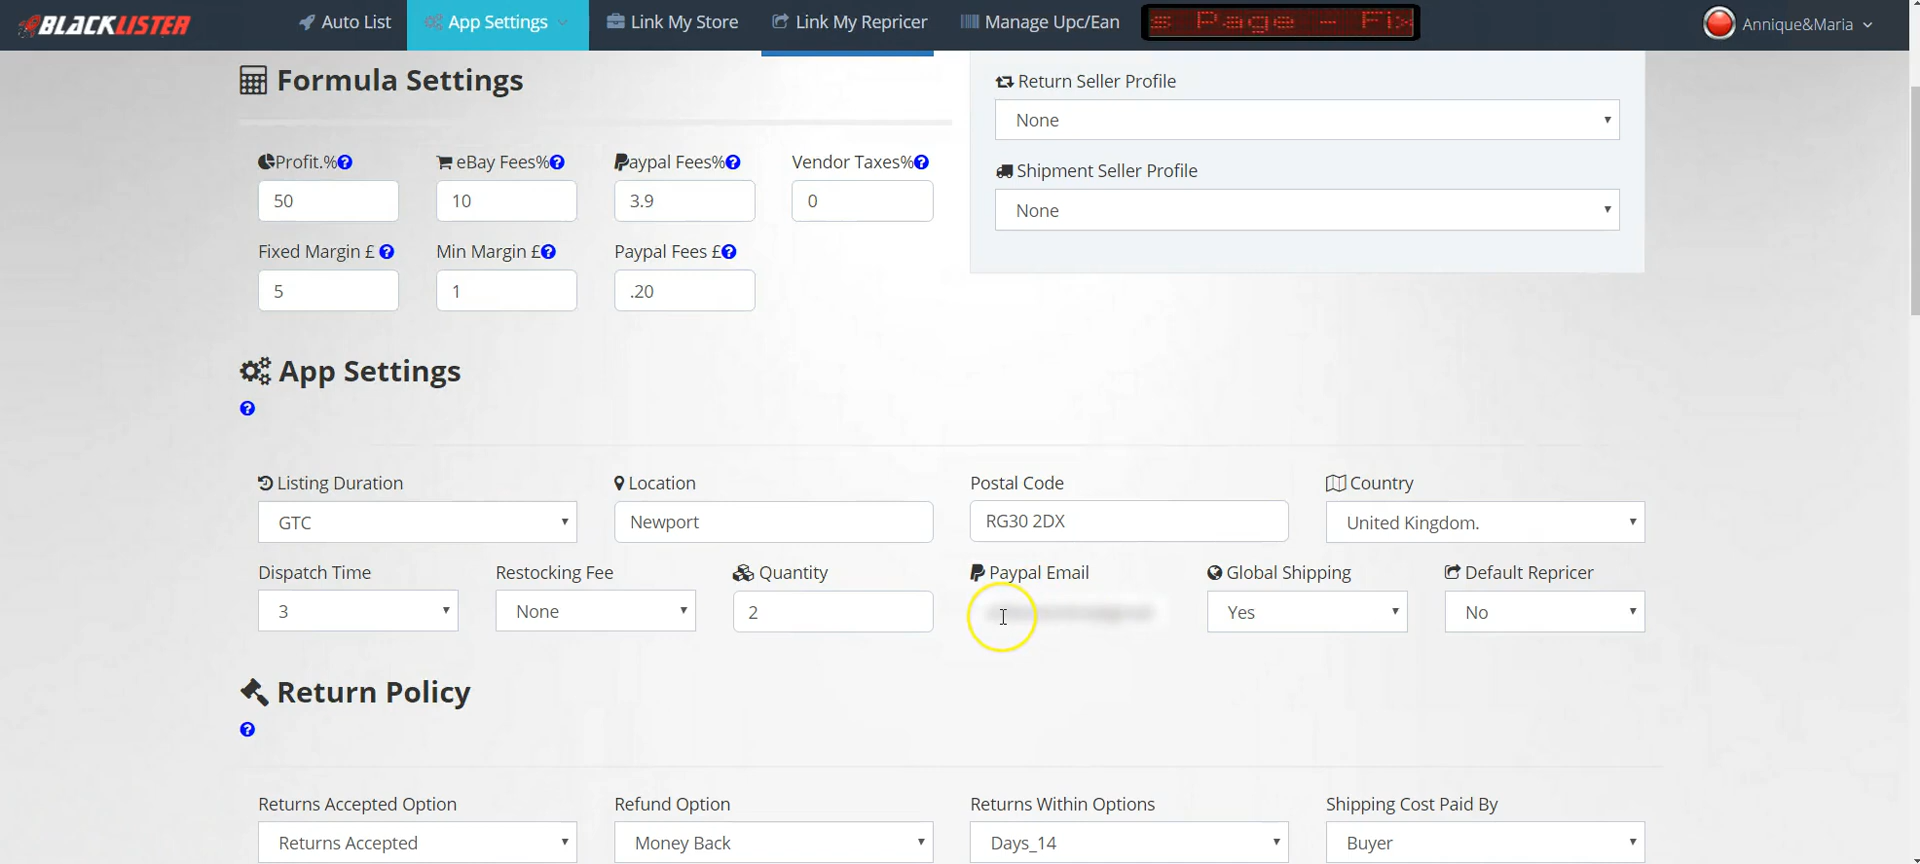 BLACKLISTER Auto List App Settings Link My Store Link My Repricer Manage Upc/Ean s Page - Fix Annique&Maria
Formula Settings
Return Seller Profile
None
Profit.% eBay Fees% Paypal Fees% Vendor Taxes%
Shipment Seller Profile
50 10 3.9 0
None
Fixed Margin £ Min Margin £ Paypal Fees £
5 1 .20
App Settings
Listing Duration Location Postal Code Country
GTC Newport RG30 2DX United Kingdom.
Dispatch Time Restocking Fee Quantity Paypal Email Global Shipping Default Repricer
3 None 2 Yes No
Return Policy
Returns Accepted Option Refund Option Returns Within Options Shipping Cost Paid By
Returns Accepted Money Back Days_14 Buyer